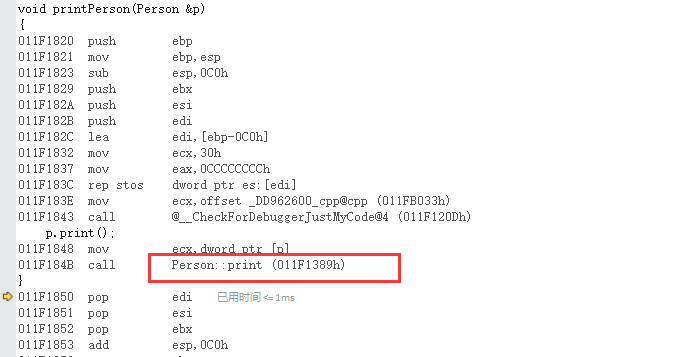 void printPerson(Person &p)
{
011F1820 push ebp
011F1821 mov ebp,esp
011F1823 sub esp,0C0h
011F1829 push ebx
011F182A push esi
011F182B push edi
011F182C lea edi,[ebp-0C0h]
011F1832 mov ecx,30h
011F1837 mov eax,0CCCCCCCCh
011F183C rep stos dword ptr es:[edi]
011F183E mov ecx,offset _DD962600_cpp@cpp (011FB033h)
011F1843 call @__CheckForDebuggerJustMyCode@4 (011F120Dh)
p.print();
011F1848 mov ecx,dword ptr [p]
011F184B call Person::print (011F1389h)
}
011F1850 pop edi 已用时间<=1ms
011F1851 pop esi
011F1852 pop ebx
011F1853 add esp,0C0h